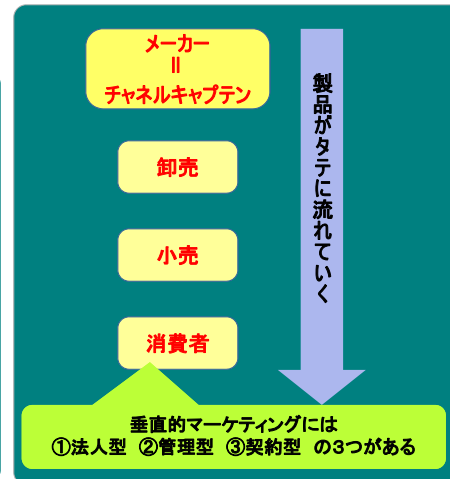 メーカー
||
チャネルキャプテン
卸売
小売
消費者
製品がタテに流れていく
垂直的マーケティングには
①法人型 ②管理型 ③契約型 の3つがある